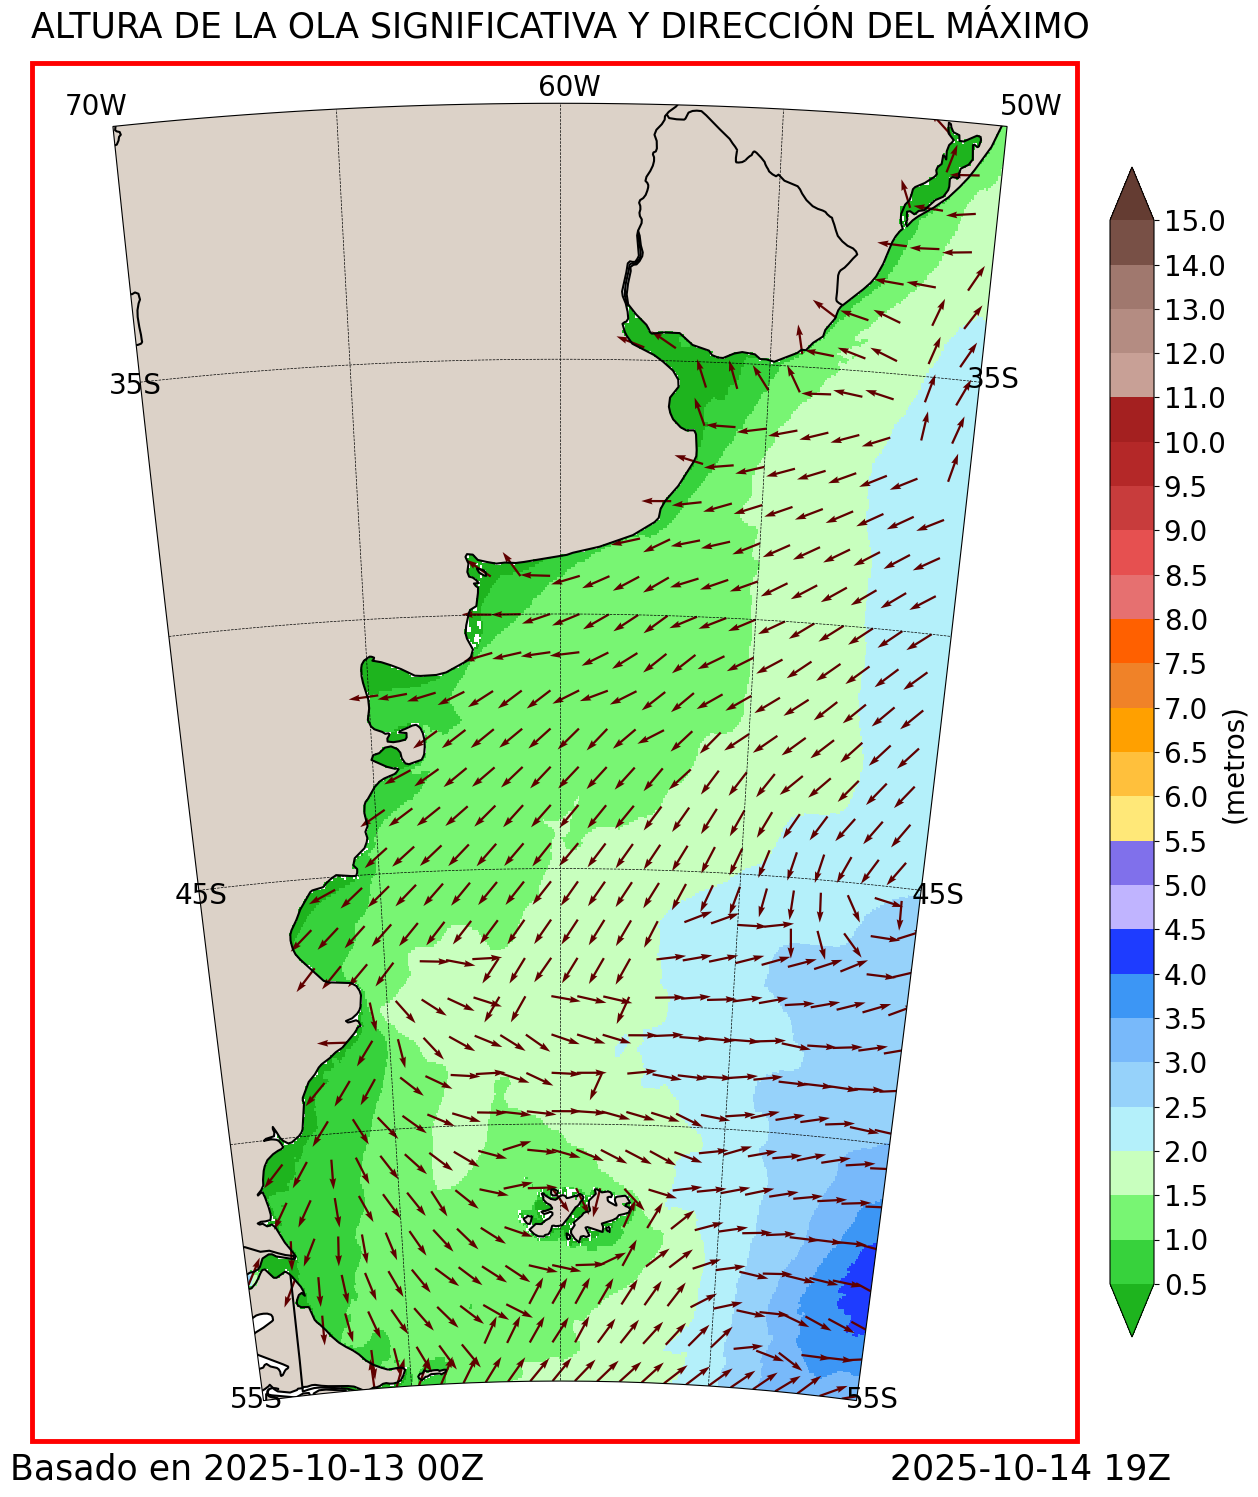 ALTURA DE LA OLA SIGNIFICATIVA Y DIRECCIÓN DEL MÁXIMO
70W
60W
50W
35S
35S
45S
45S
55S
55S
15.0
14.0
13.0
12.0
11.0
10.0
9.5
9.0
8.5
8.0
7.5
7.0
6.5
6.0
5.5
5.0
4.5
4.0
3.5
3.0
2.5
2.0
1.5
1.0
0.5
(metros)
Basado en 2025-10-13 00Z
2025-10-14 19Z